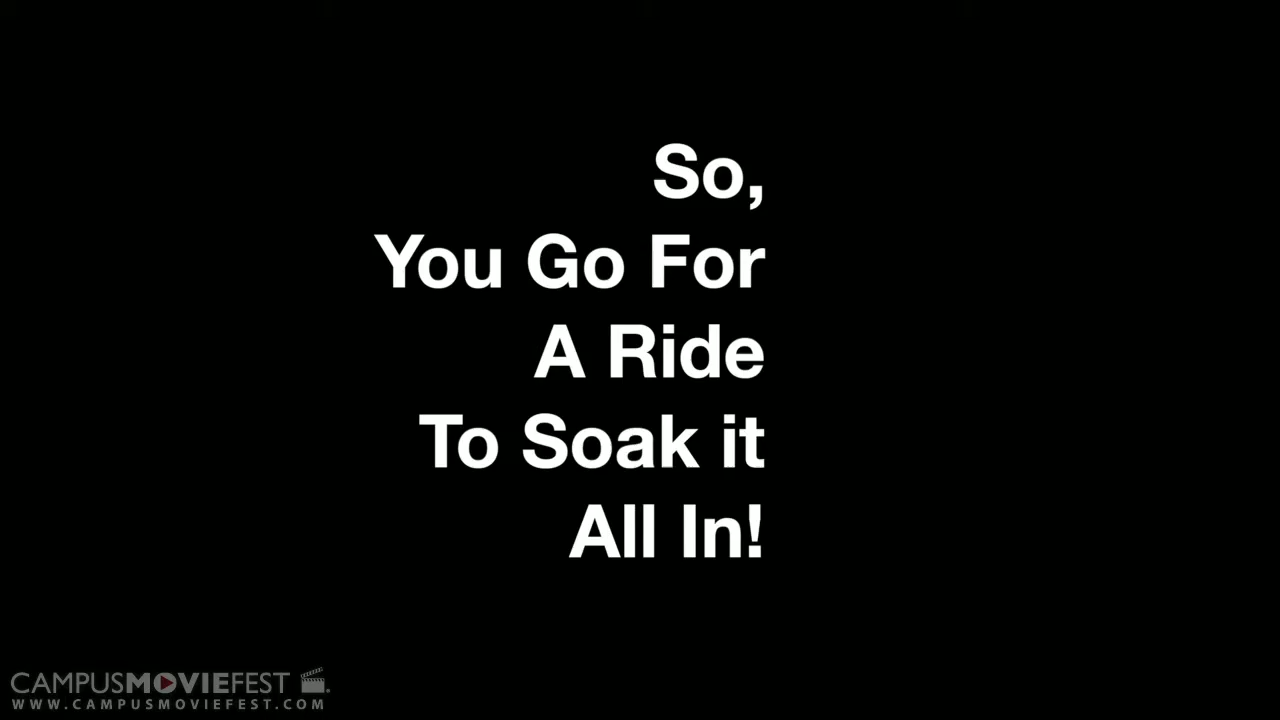 So,
You Go For
A Ride
To Soak it
All In!
CAMPUSMOVIEFEST
WWW.CAMPUSMOVIEFEST.COM